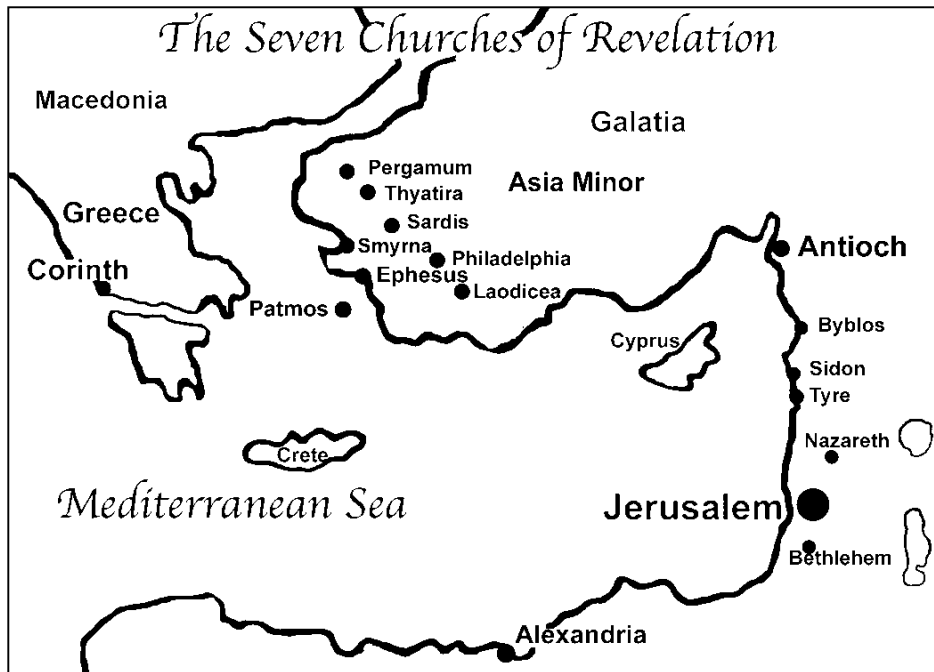 The Seven Churches of Revelation
Macedonia
Galatia
Pergamum
Asia Minor
Thyatira
Greece
Sardis
Smyrna
Antioch
Philadelphia
Corinth
Ephesus
Laodicea
Patmos
Byblos
Cyprus
Sidon
Tyre
Nazareth
Crete
Mediterranean Sea
Jerusalem
Bethlehem
Alexandria